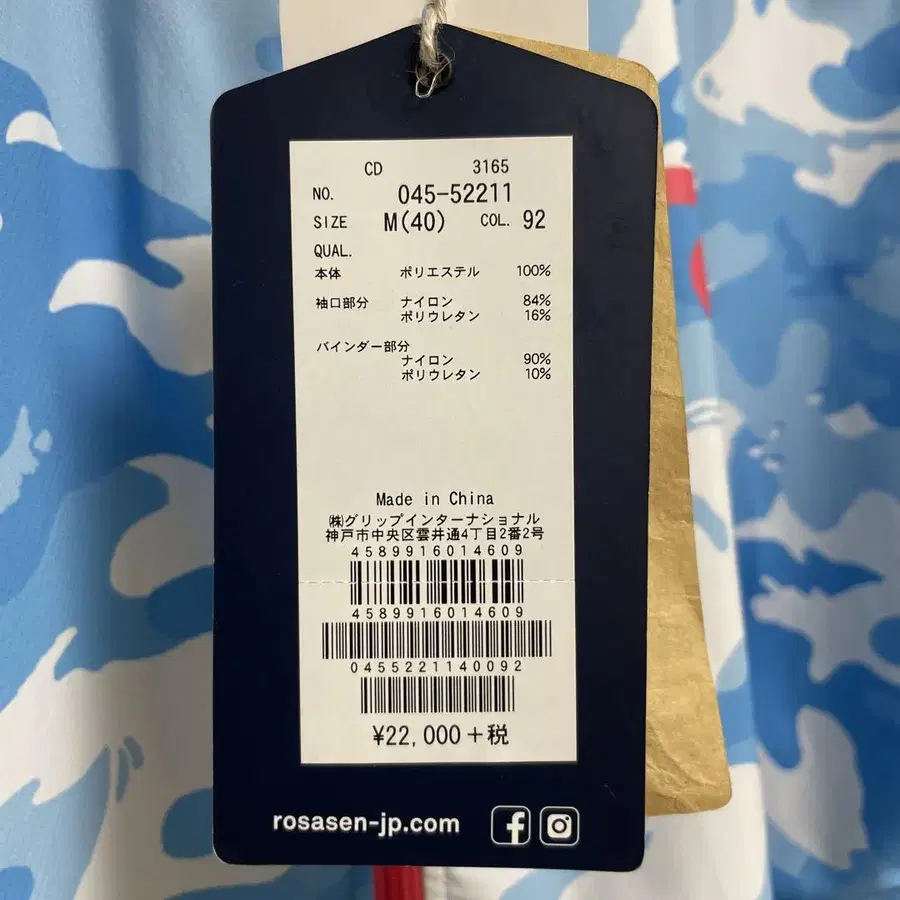 CD 3165
NO. 045-52211
SIZE M(40) COL. 92
QUAL.
本体 ポリエステル 100%
袖口部分 ナイロン 84%
ポリウレタン 16%
バインダー部分
ナイロン 90%
ポリウレタン 10%
Made in China
㈱グリップインターナショナル
神戸市中央区雲井通4丁目2番2号
4589916014609
4589916014609
0455221140092
¥22,000+税
rosasen-jp.com